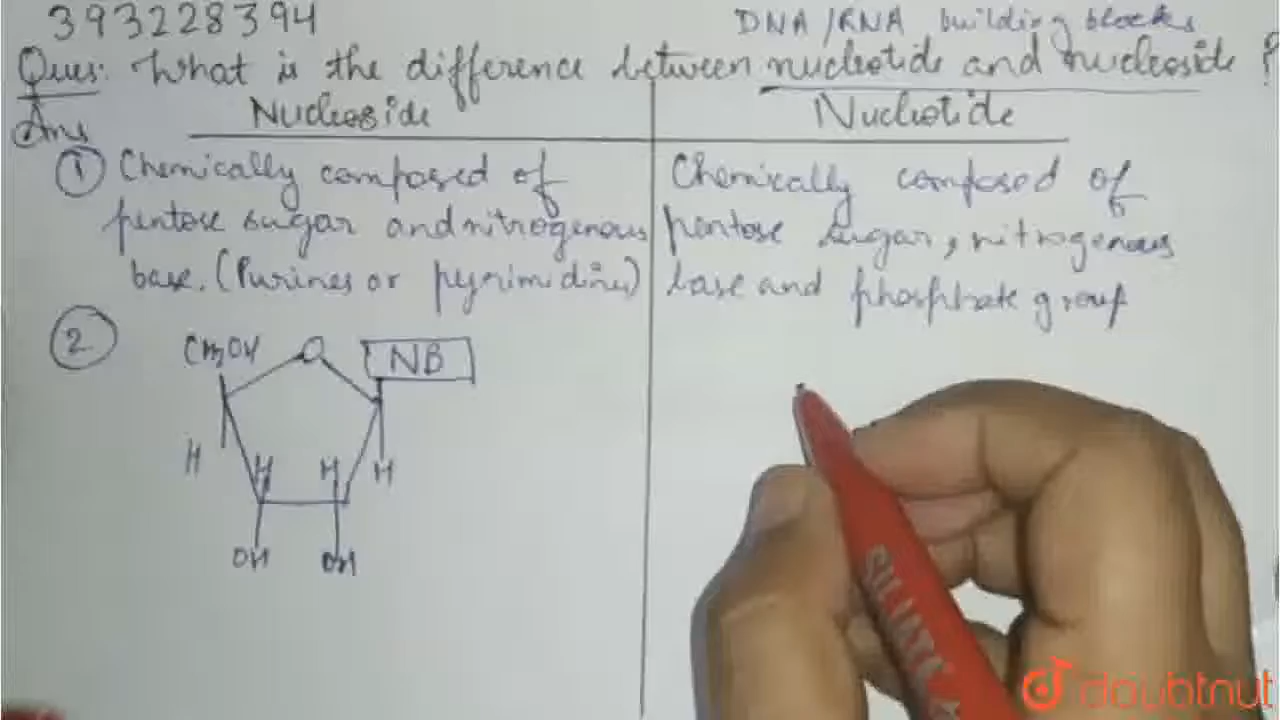 393228394
DNA/RNA building blocks
Ques: What is the difference between nucleotide and nucleoside ?
Ans
Nucleoside
Nucleotide
① Chemically composed of
pentose sugar and nitrogenous
base. (Purines or pyrimidines)
Chemically composed of
pentose sugar, nitrogenous
base and phosphate group
②
CH2OH O NB
H H H H
OH OH
SILICATE
doubtnut